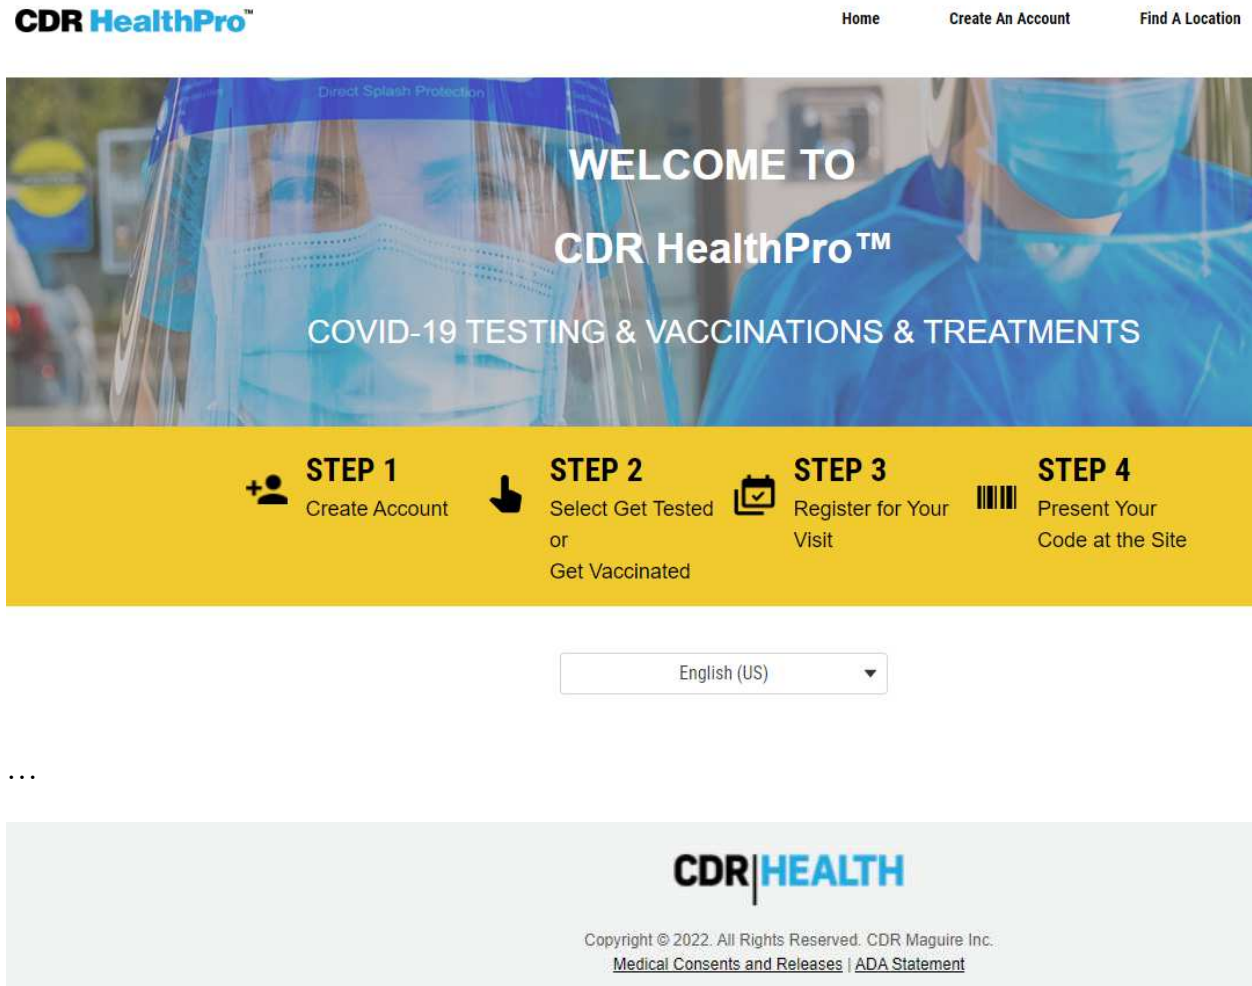 CDR HealthPro™
Home Create An Account Find A Location
Direct Splash Protection
WELCOME TO
CDR HealthPro™
COVID-19 TESTING & VACCINATIONS & TREATMENTS
STEP 1
Create Account
STEP 2
Select Get Tested
or
Get Vaccinated
STEP 3
Register for Your
Visit
STEP 4
Present Your
Code at the Site
English (US)
...
CDR|HEALTH
Copyright © 2022. All Rights Reserved. CDR Maguire Inc.
Medical Consents and Releases | ADA Statement